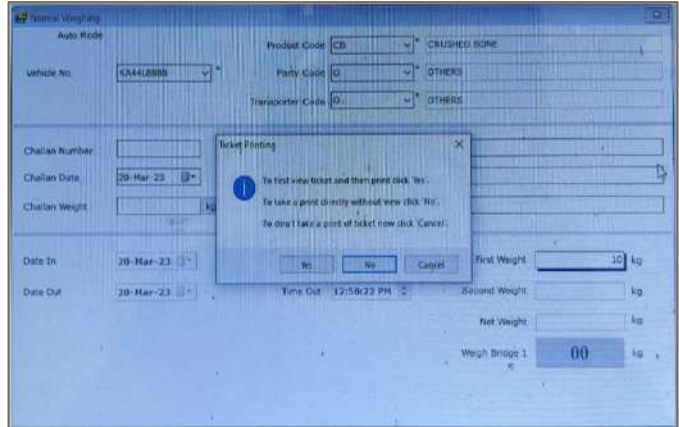 Normal Weighing
Auto Mode
Product Code CB * CRUSHED BONE
Vehicle No. KA44L8888 * Party Code O * OTHERS
Transporter Code O * OTHERS
Challan Number
Challan Date 20-Mar-23
Challan Weight kg
Ticket Printing
To first view ticket and then print click 'Yes'.
To take a print directly without view click 'No'.
To don't take a print of ticket now click 'Cancel'.
Yes No Cancel
Date In 20-Mar-23 First Weight 10 kg
Date Out 20-Mar-23 Time Out 12:58:22 PM Second Weight kg
Net Weight kg
Weigh Bridge 1 00 kg